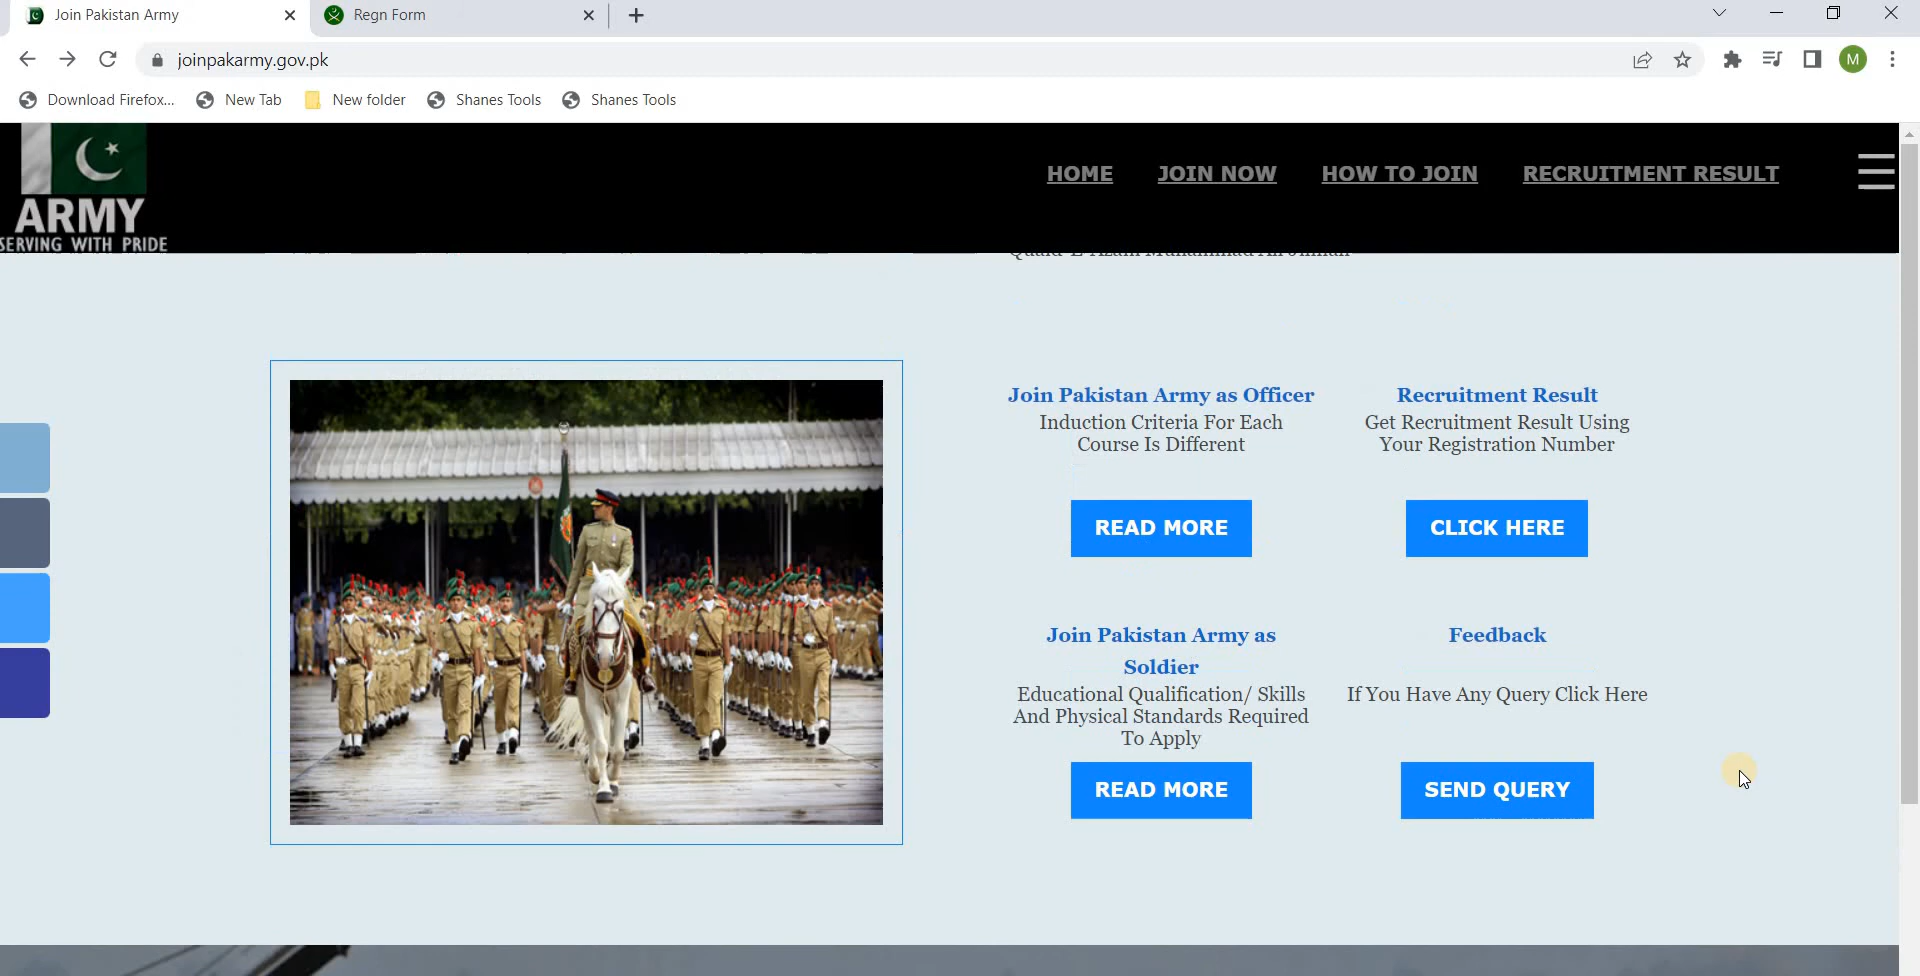 Join Pakistan Army
Regn Form
joinpakarmy.gov.pk
M
Download Firefox...
New Tab
New folder
Shanes Tools
Shanes Tools
ARMY
SERVING WITH PRIDE
HOME
JOIN NOW
HOW TO JOIN
RECRUITMENT RESULT
Join Pakistan Army as Officer
Induction Criteria For Each
Course Is Different
READ MORE
Recruitment Result
Get Recruitment Result Using
Your Registration Number
CLICK HERE
Join Pakistan Army as
Soldier
Educational Qualification/ Skills
And Physical Standards Required
To Apply
READ MORE
Feedback
If You Have Any Query Click Here
SEND QUERY